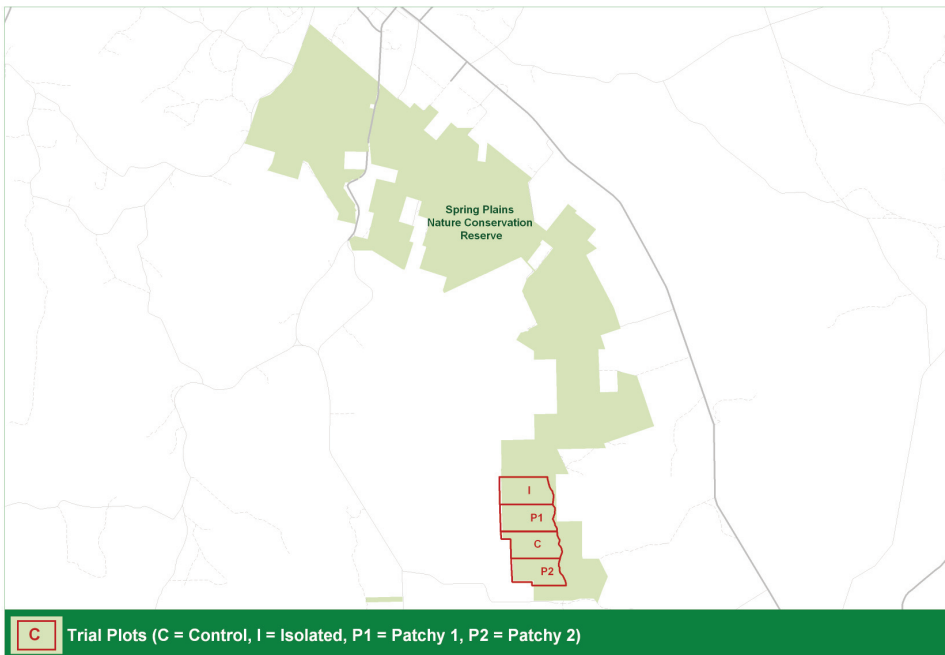 Spring Plains
Nature Conservation
Reserve
I
P1
C
P2
C Trial Plots (C = Control, I = Isolated, P1 = Patchy 1, P2 = Patchy 2)